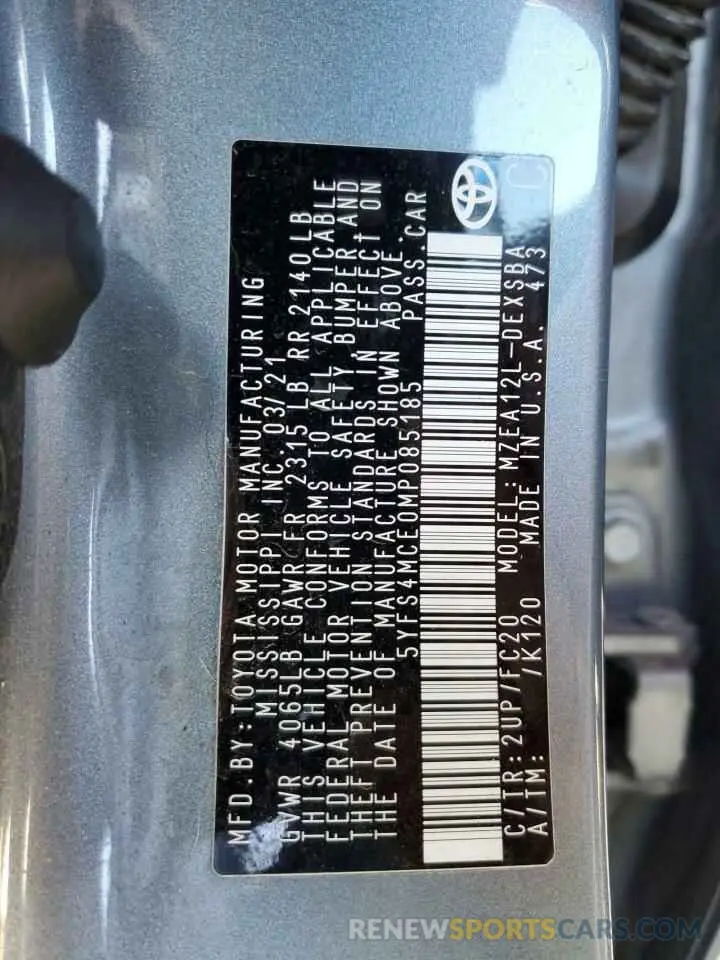 MFD.BY:TOYOTA MOTOR MANUFACTURING
MISSISSIPPI INC.03/21
GVWR 4065LB GAWR FR 2315 LB RR 2140LB
THIS VEHICLE CONFORMS TO ALL APPLICABLE
FEDERAL MOTOR VEHICLE SAFETY,BUMPER AND
THEFT PREVENTION STANDARDS IN EFFECT ON
THE DATE OF MANUFACTURE SHOWN ABOVE.
5YFS4MCE0MP085185 PASS.CAR
C/TR:2UP/FC20 MODEL:MZEA12L-DEXSBA
A/TM: /K120 MADE IN U.S.A. 473
C
RENEWSPORTSCARS.COM